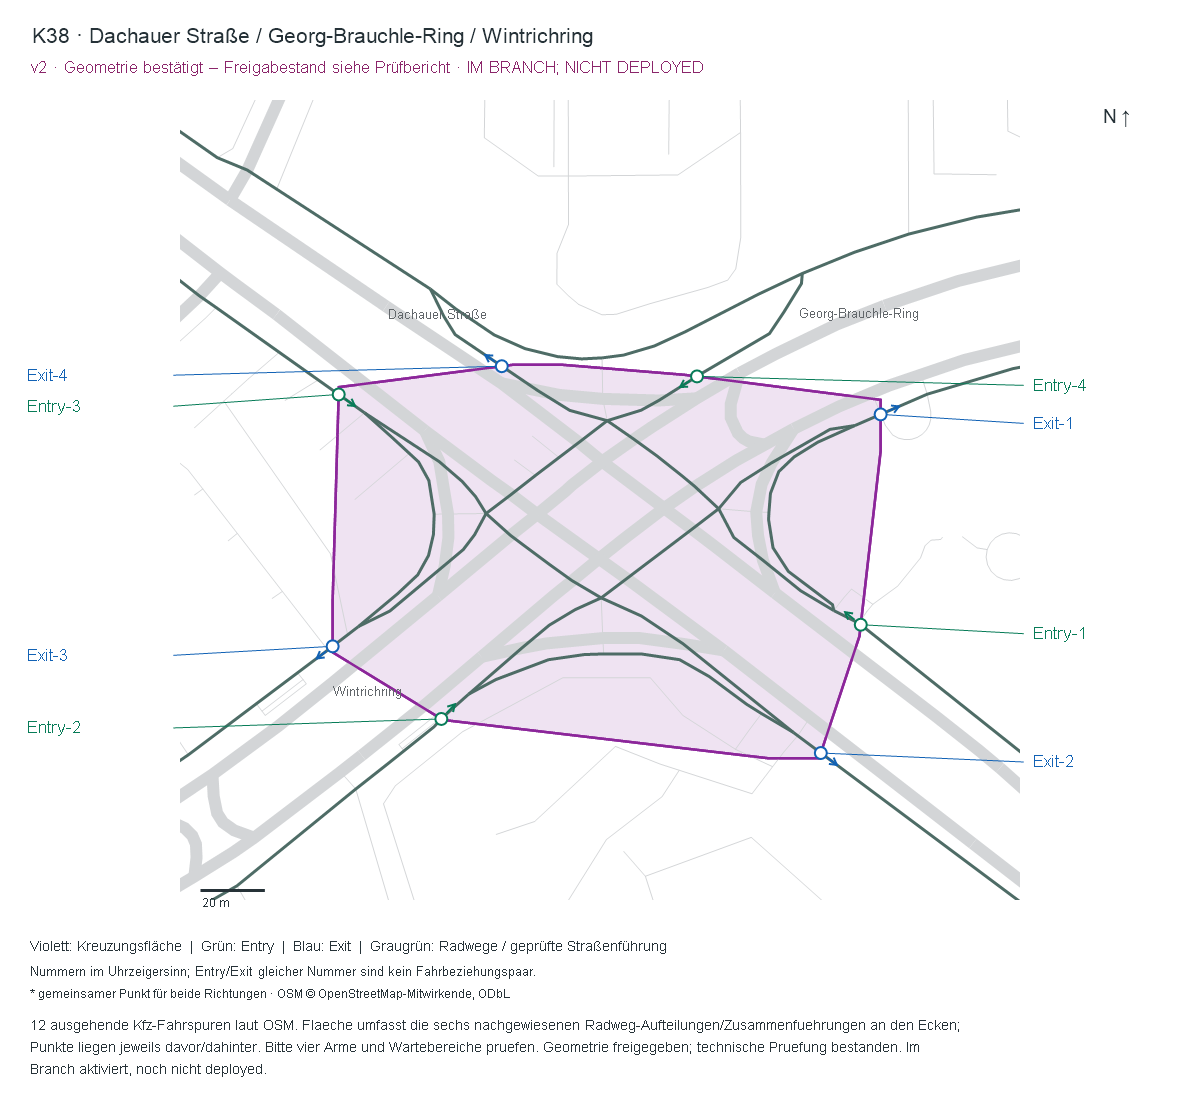 K38 · Dachauer Straße / Georg-Brauchle-Ring / Wintrichring
v2 · Geometrie bestätigt – Freigabestand siehe Prüfbericht · IM BRANCH; NICHT DEPLOYED
N ↑
Dachauer Straße
Georg-Brauchle-Ring
Exit-4
Entry-3
Entry-4
Exit-1
Entry-1
Exit-3
Wintrichring
Entry-2
Exit-2
20 m
Violett: Kreuzungsfläche | Grün: Entry | Blau: Exit | Graugrün: Radwege / geprüfte Straßenführung
Nummern im Uhrzeigersinn; Entry/Exit gleicher Nummer sind kein Fahrbeziehungspaar.
* gemeinsamer Punkt für beide Richtungen · OSM © OpenStreetMap-Mitwirkende, ODbL
12 ausgehende Kfz-Fahrspuren laut OSM. Flaeche umfasst die sechs nachgewiesenen Radweg-Aufteilungen/Zusammenfuehrungen an den Ecken;
Punkte liegen jeweils davor/dahinter. Bitte vier Arme und Wartebereiche pruefen. Geometrie freigegeben; technische Pruefung bestanden. Im
Branch aktiviert, noch nicht deployed.